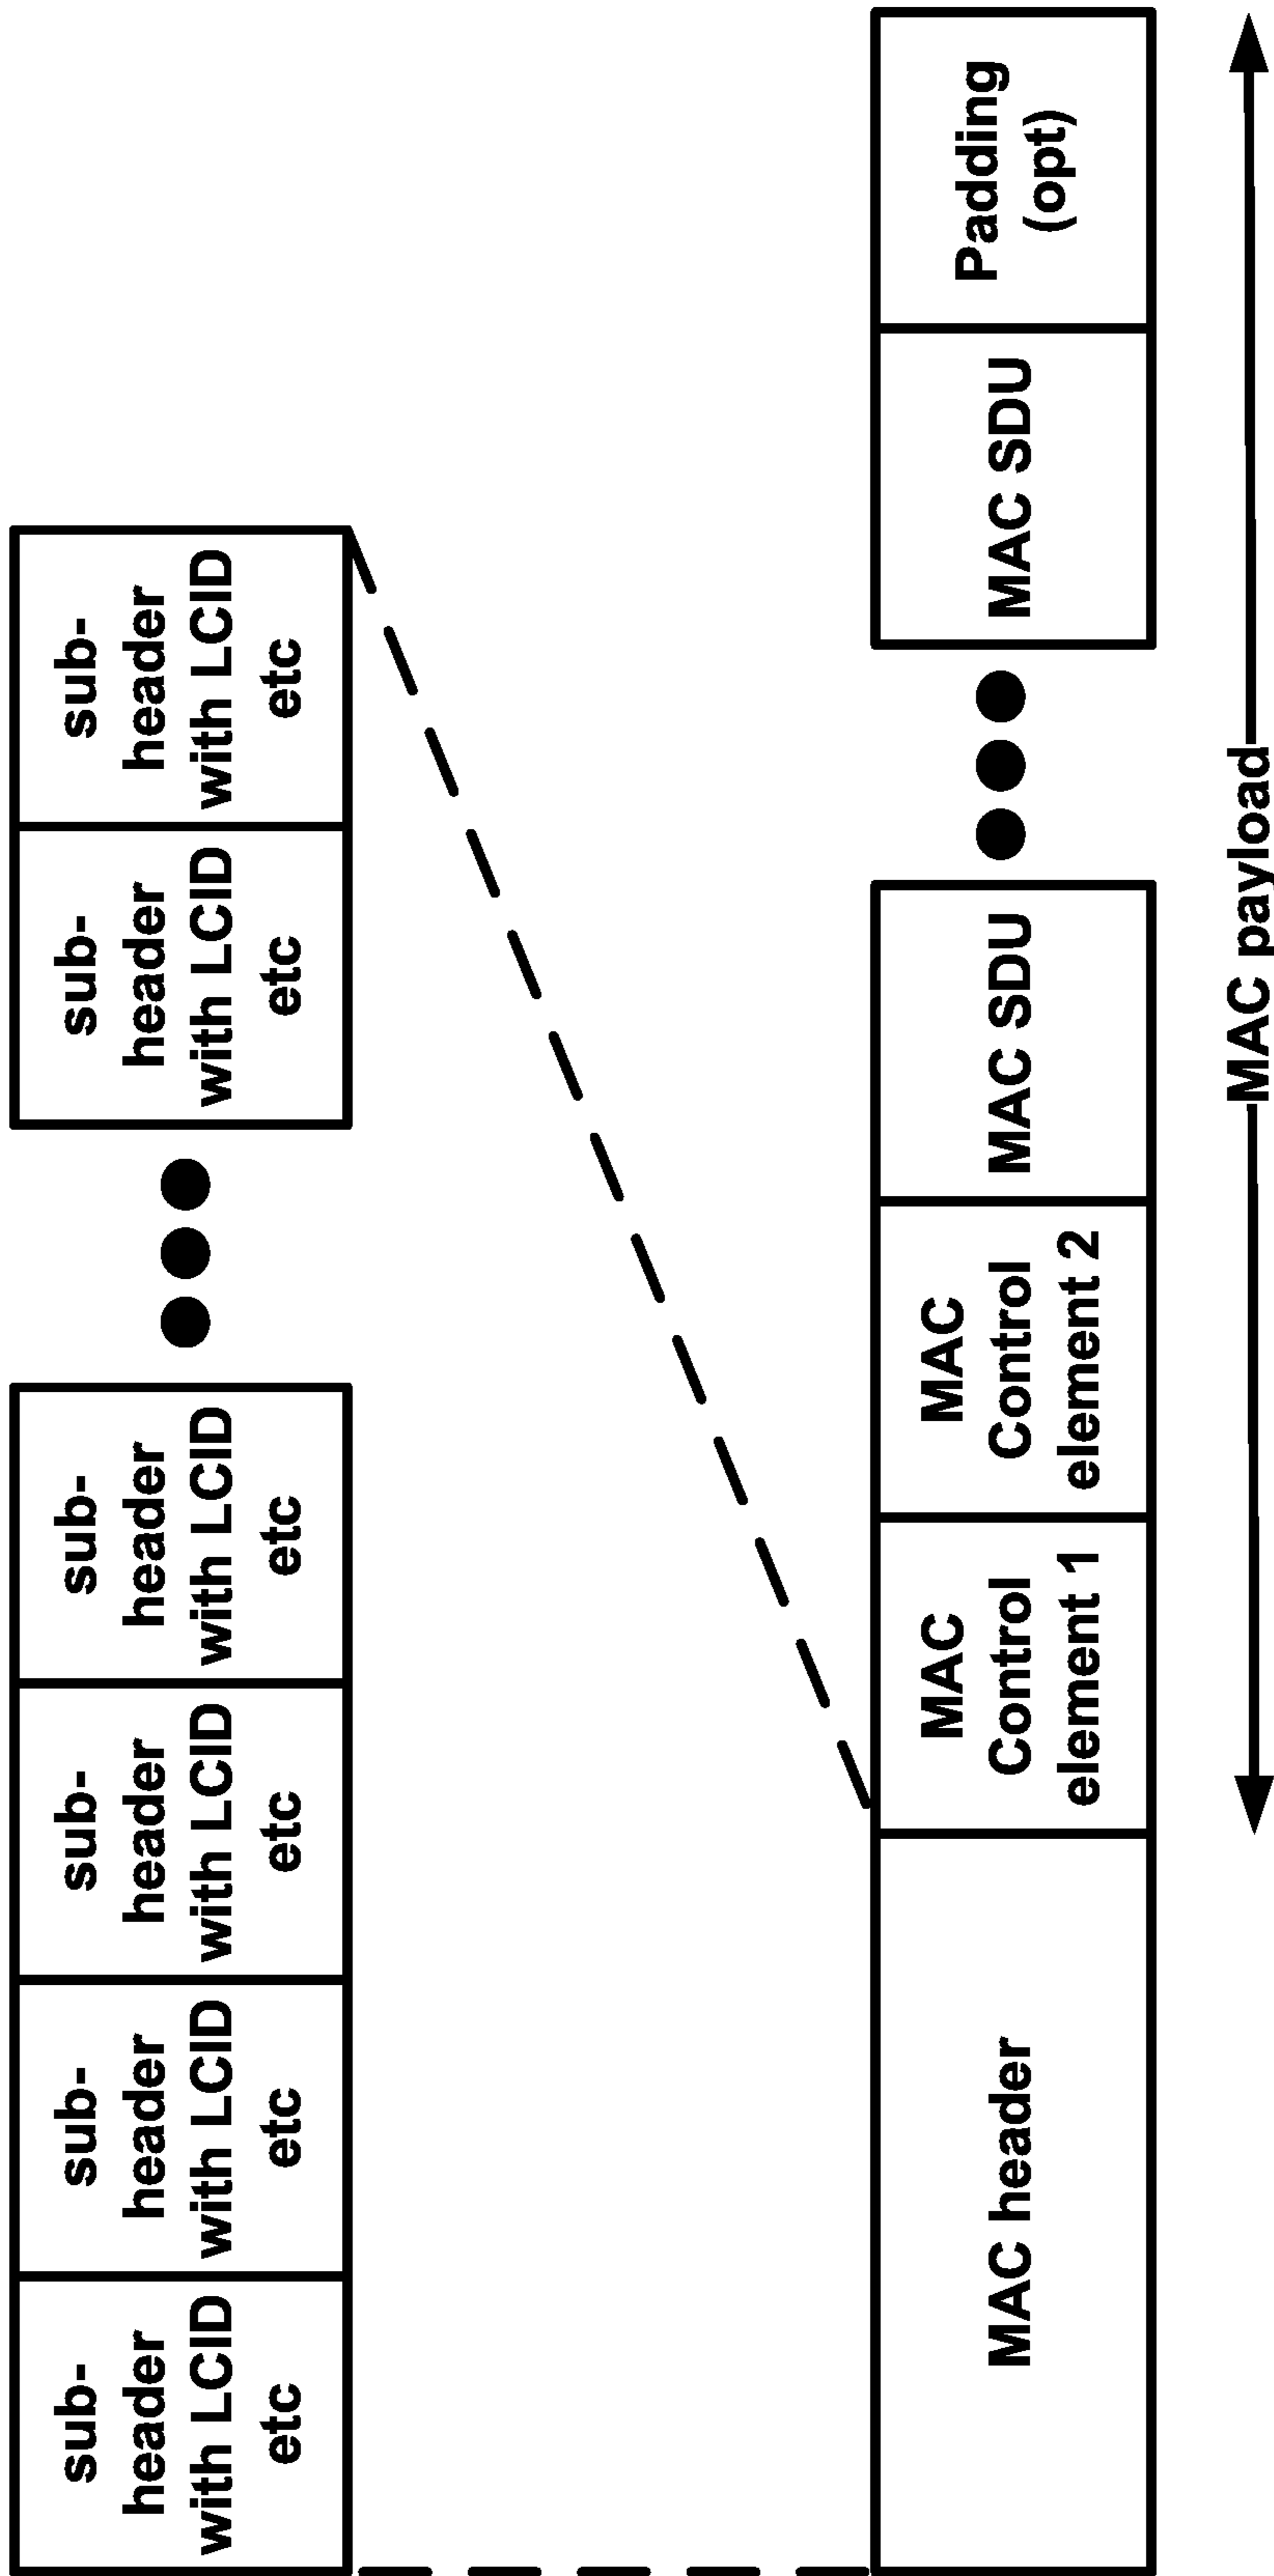 sub-
header
with LCID
etc
sub-
header
with LCID
etc
sub-
header
with LCID
etc
sub-
header
with LCID
etc
sub-
header
with LCID
etc
sub-
header
with LCID
etc
MAC header
MAC
Control
element 1
MAC
Control
element 2
MAC SDU
MAC SDU
Padding
(opt)
MAC payload